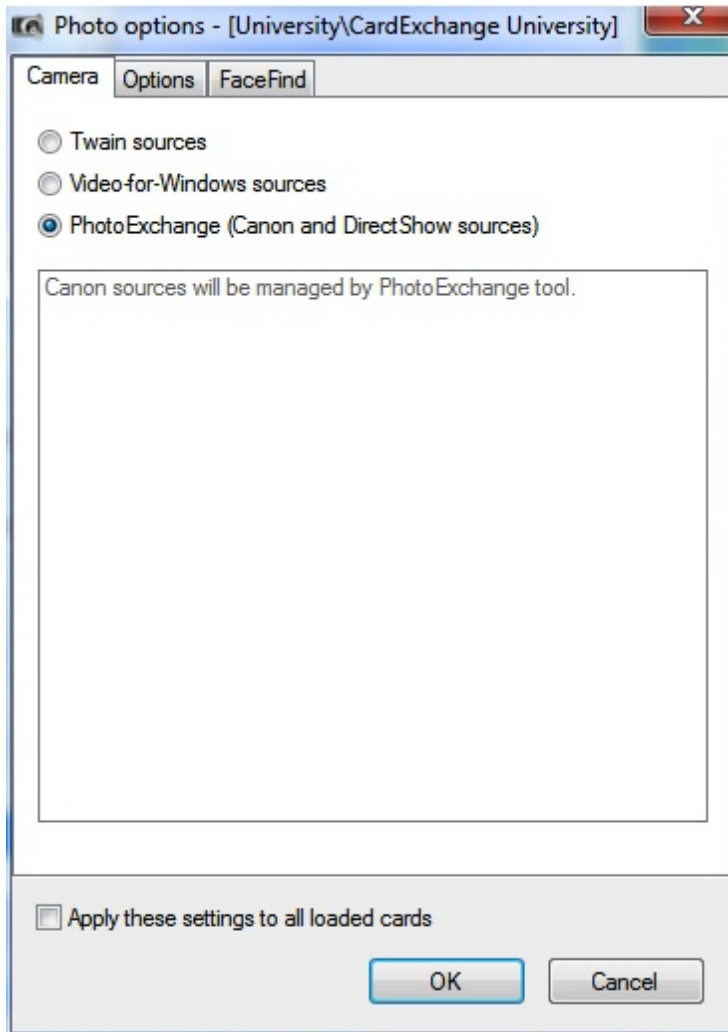 Photo options - [University\CardExchange University]
Camera Options FaceFind
Twain sources
Video-for-Windows sources
PhotoExchange (Canon and DirectShow sources)
Canon sources will be managed by PhotoExchange tool.
Apply these settings to all loaded cards
OK Cancel